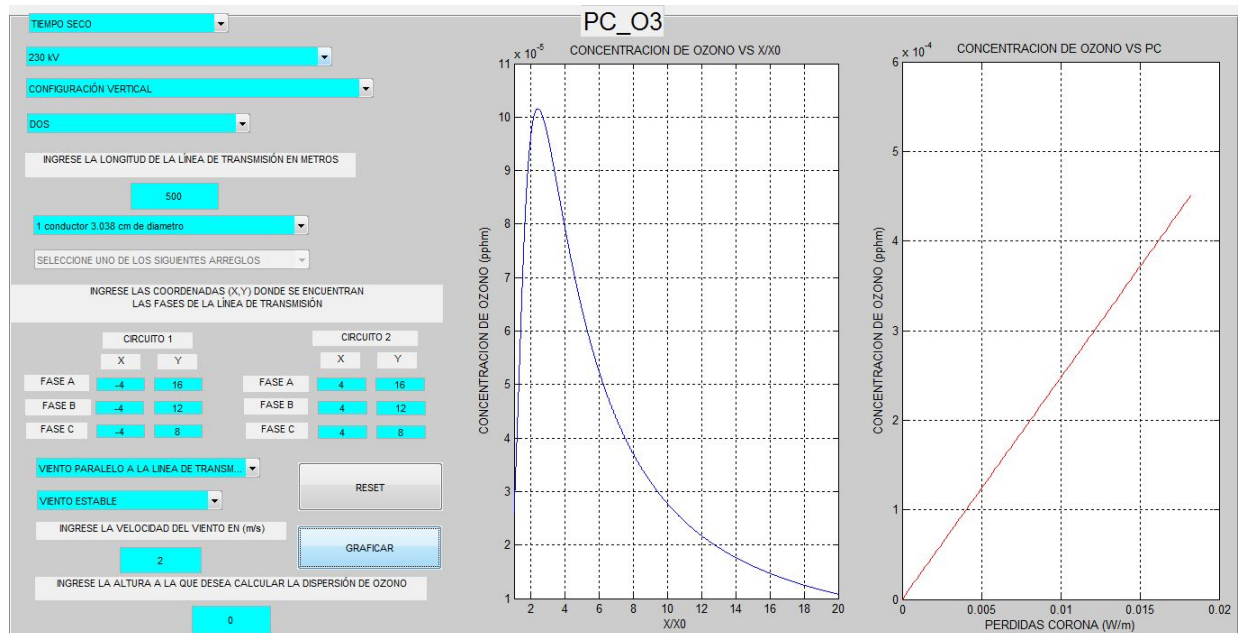 PC_O3
TIEMPO SECO
230 kV
CONFIGURACIÓN VERTICAL
DOS
INGRESE LA LONGITUD DE LA LÍNEA DE TRANSMISIÓN EN METROS
500
1 conductor 3.038 cm de diametro
SELECCIONE UNO DE LOS SIGUIENTES ARREGLOS
INGRESE LAS COORDENADAS (X,Y) DONDE SE ENCUENTRAN
LAS FASES DE LA LÍNEA DE TRANSMISIÓN
CIRCUITO 1
X Y
FASE A -4 16
FASE B -4 12
FASE C -4 8
CIRCUITO 2
X Y
FASE A 4 16
FASE B 4 12
FASE C 4 8
VIENTO PARALELO A LA LINEA DE TRANSM...
VIENTO ESTABLE
INGRESE LA VELOCIDAD DEL VIENTO EN (m/s)
2
INGRESE LA ALTURA A LA QUE DESEA CALCULAR LA DISPERSIÓN DE OZONO
0
RESET
GRAFICAR
CONCENTRACION DE OZONO VS X/X0
x 10-5
11
10
9
8
7
6
5
4
3
2
1
CONCENTRACION DE OZONO (pphm)
2 4 6 8 10 12 14 16 18 20
X/X0
CONCENTRACION DE OZONO VS PC
x 10-4
6
5
4
3
2
1
0
CONCENTRACION DE OZONO (pphm)
0 0.005 0.01 0.015 0.02
PERDIDAS CORONA (W/m)